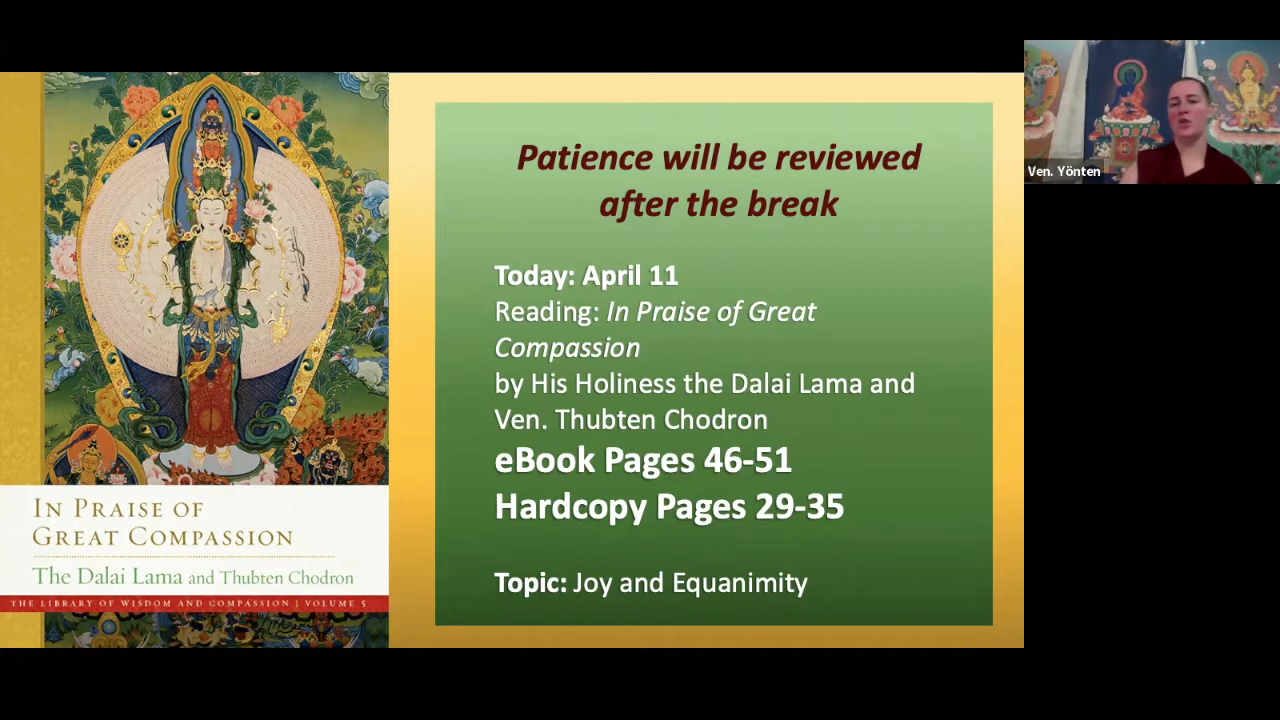 IN PRAISE OF
GREAT COMPASSION
The Dalai Lama and Thubten Chodron
THE LIBRARY OF WISDOM AND COMPASSION | VOLUME 5
Patience will be reviewed
after the break
Today: April 11
Reading: In Praise of Great
Compassion
by His Holiness the Dalai Lama and
Ven. Thubten Chodron
eBook Pages 46-51
Hardcopy Pages 29-35
Topic: Joy and Equanimity
Ven. Yönten